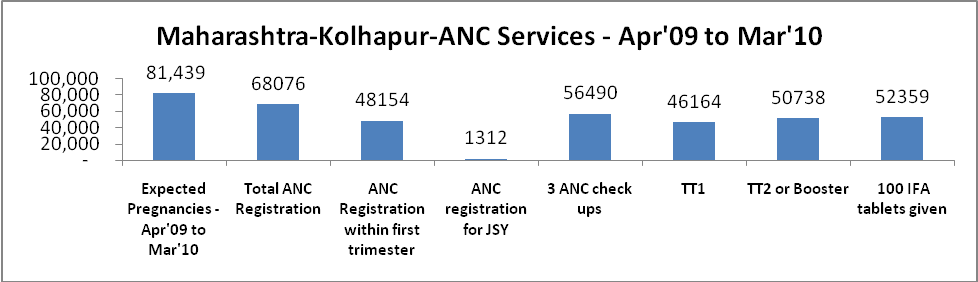 Maharashtra-Kolhapur-ANC Services - Apr'09 to Mar'10
100,000
80,000
60,000
40,000
20,000
-
81,439
68076
48154
1312
56490
46164
50738
52359
Expected
Pregnancies -
Apr'09 to
Mar'10
Total ANC
Registration
ANC
Registration
within first
trimester
ANC
registration
for JSY
3 ANC check
ups
TT1
TT2 or Booster
100 IFA
tablets given